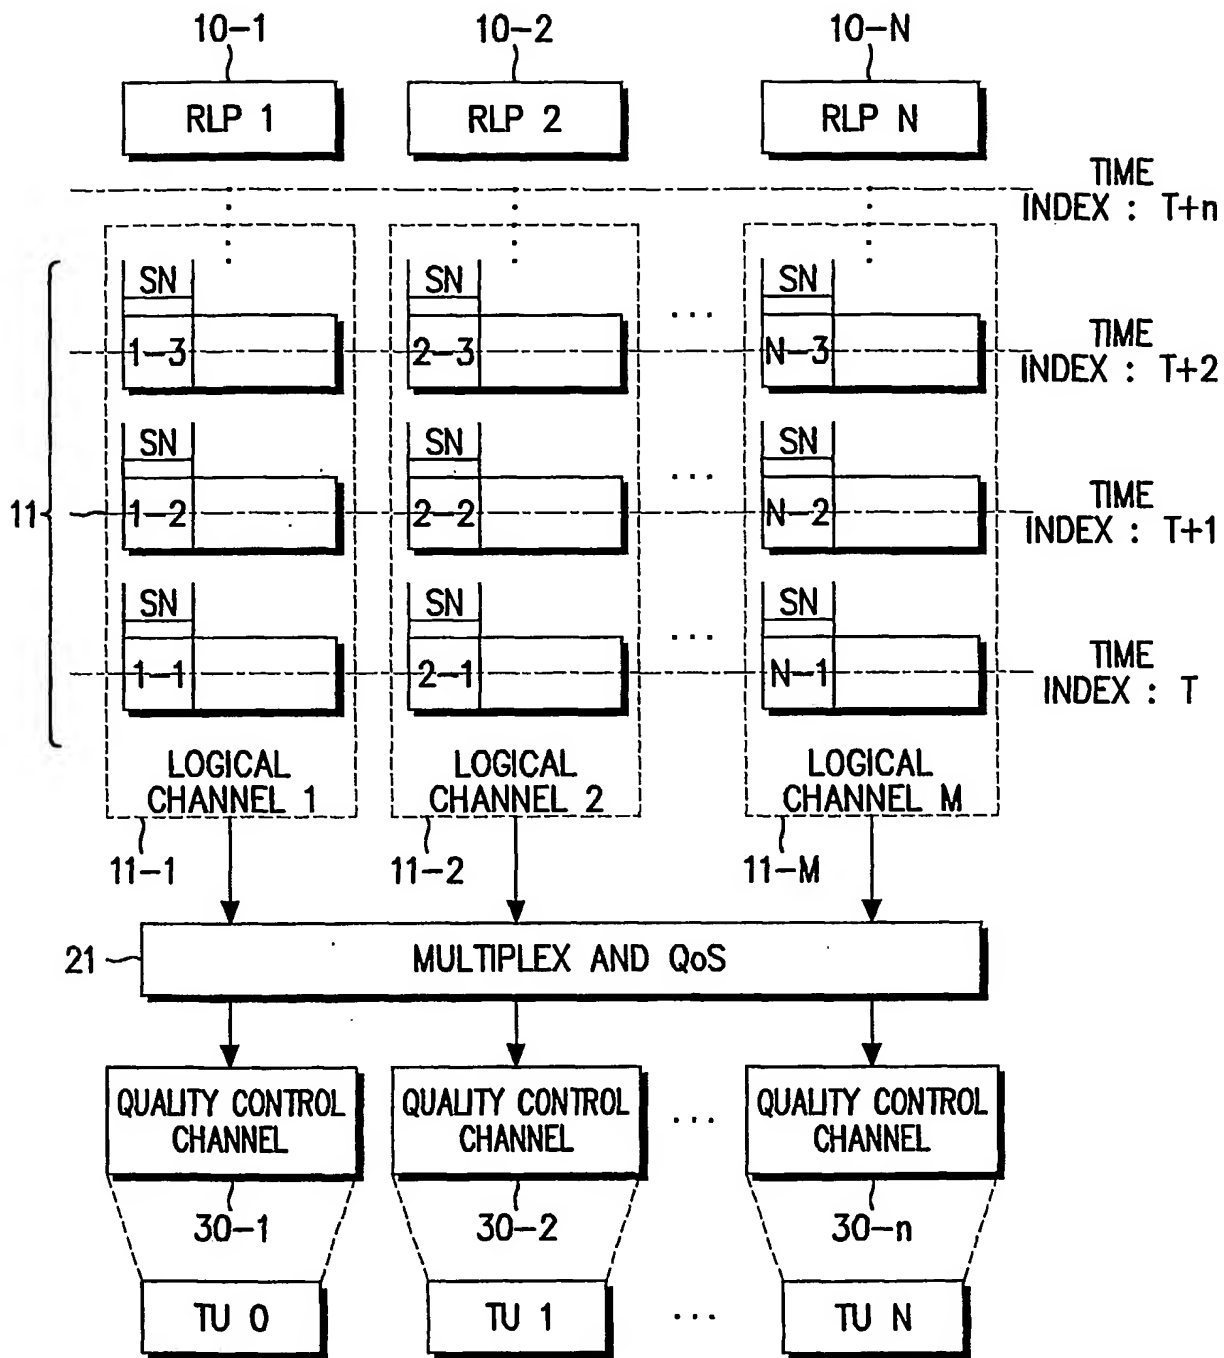 10-1 10-2 10-N
RLP 1 RLP 2 RLP N
TIME
INDEX : T+n
SN SN SN
1-3 2-3 ... N-3
TIME
INDEX : T+2
SN SN SN
11 1-2 2-2 ... N-2
TIME
INDEX : T+1
SN SN SN
1-1 2-1 ... N-1
TIME
INDEX : T
LOGICAL
CHANNEL 1
LOGICAL
CHANNEL 2
LOGICAL
CHANNEL M
11-1 11-2 11-M
21 MULTIPLEX AND QoS
QUALITY CONTROL
CHANNEL
QUALITY CONTROL
CHANNEL
...
QUALITY CONTROL
CHANNEL
30-1 30-2 30-n
TU 0 TU 1 ... TU N